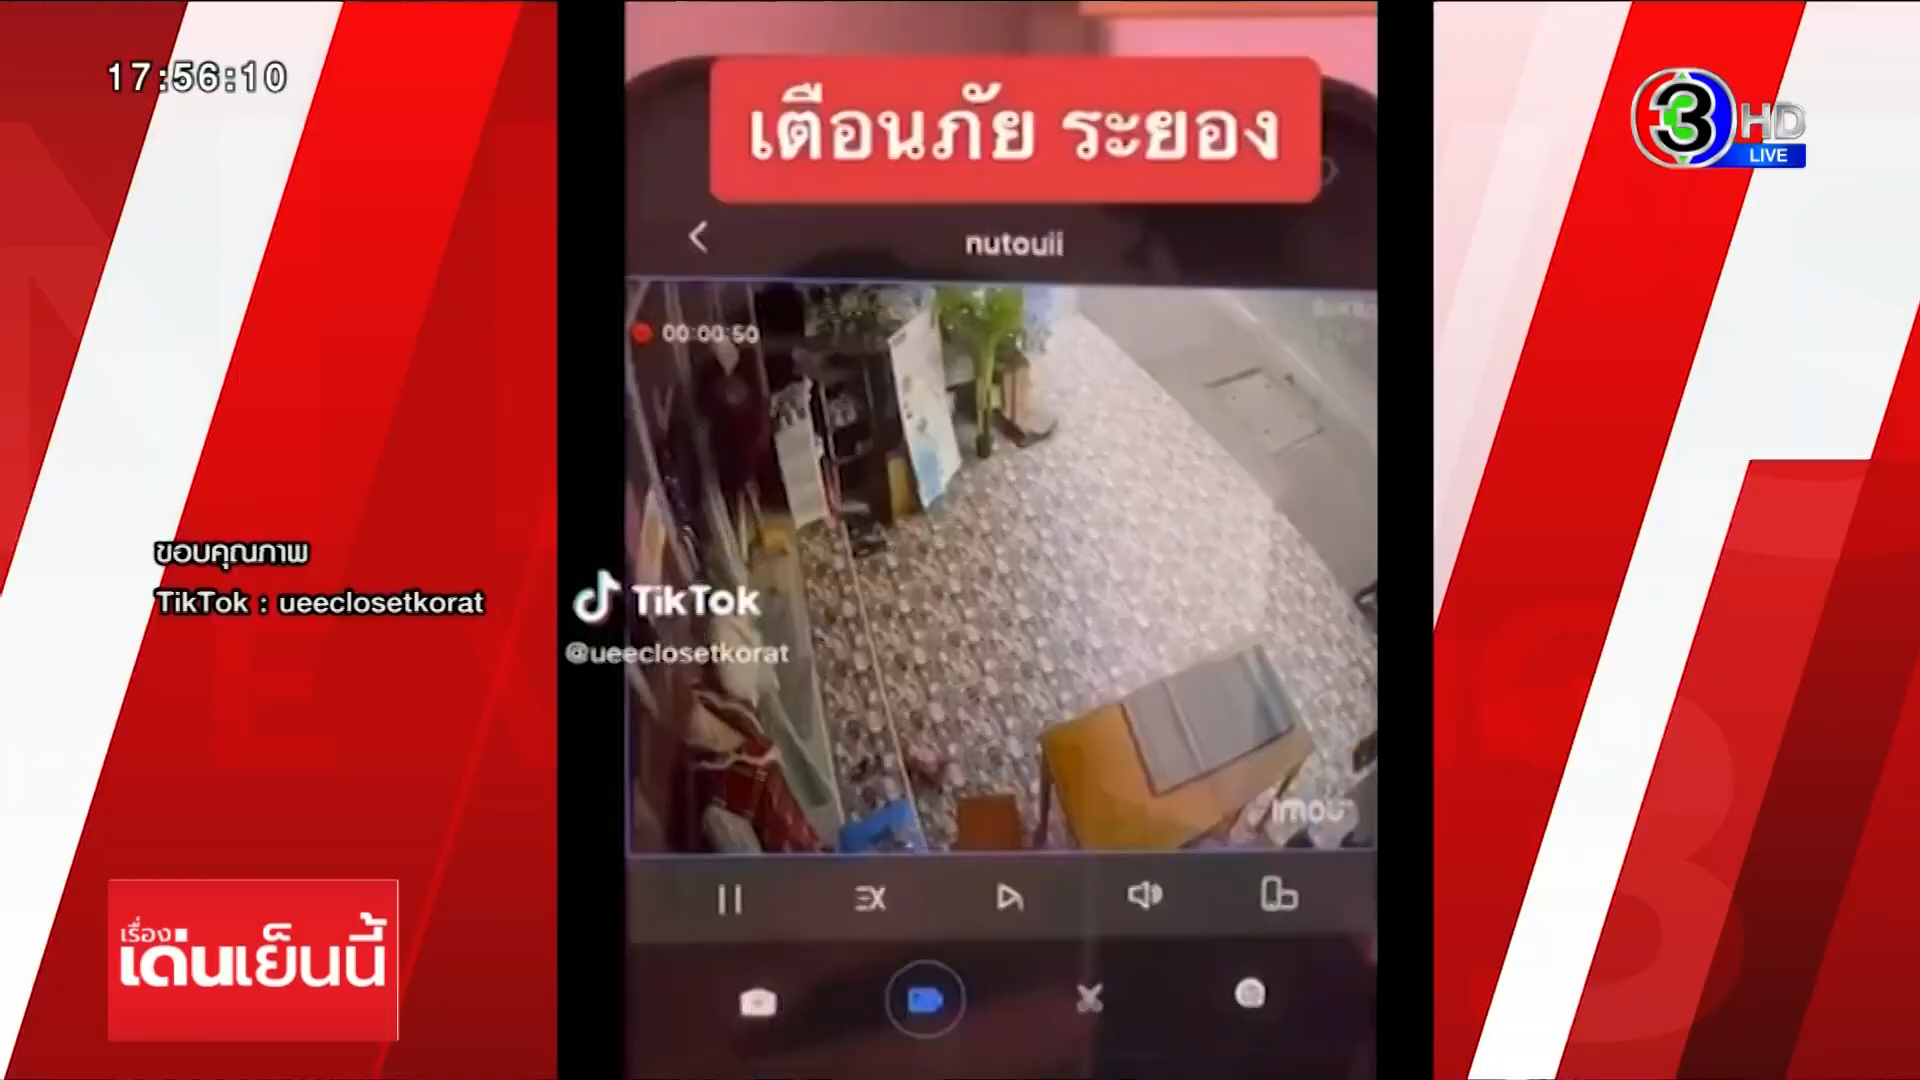 17:56:10
เตือนภัย ระยอง
3 HD
LIVE
nutouii
00:00:50
ขอบคุณภาพ
TikTok : ueeclosetkorat
TikTok
@ueeclosetkorat
imou
เรื่อง
เด่นเย็นนี้